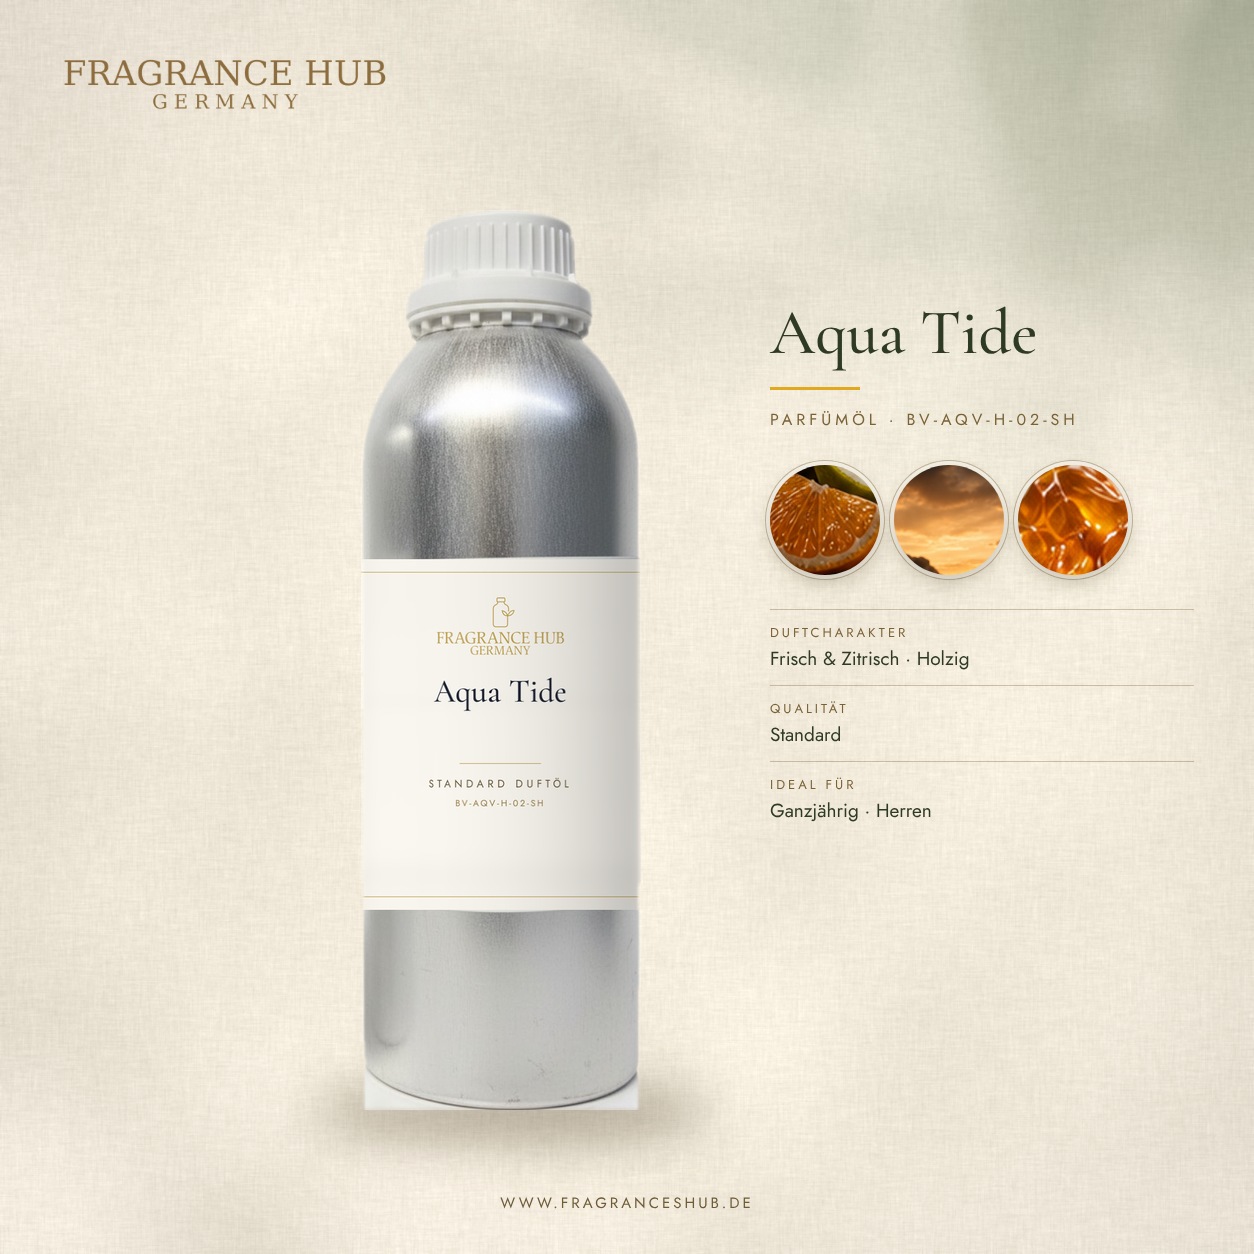 FRAGRANCE HUB
GERMANY
Aqua Tide
PARFÜMÖL · BV-AQV-H-02-SH
DUFTCHARAKTER
Frisch & Zitrisch · Holzig
QUALITÄT
Standard
IDEAL FÜR
Ganzjährig · Herren
FRAGRANCE HUB
GERMANY
Aqua Tide
STANDARD DUFTÖL
BV-AQV-H-02-SH
WWW.FRAGRANCESHUB.DE